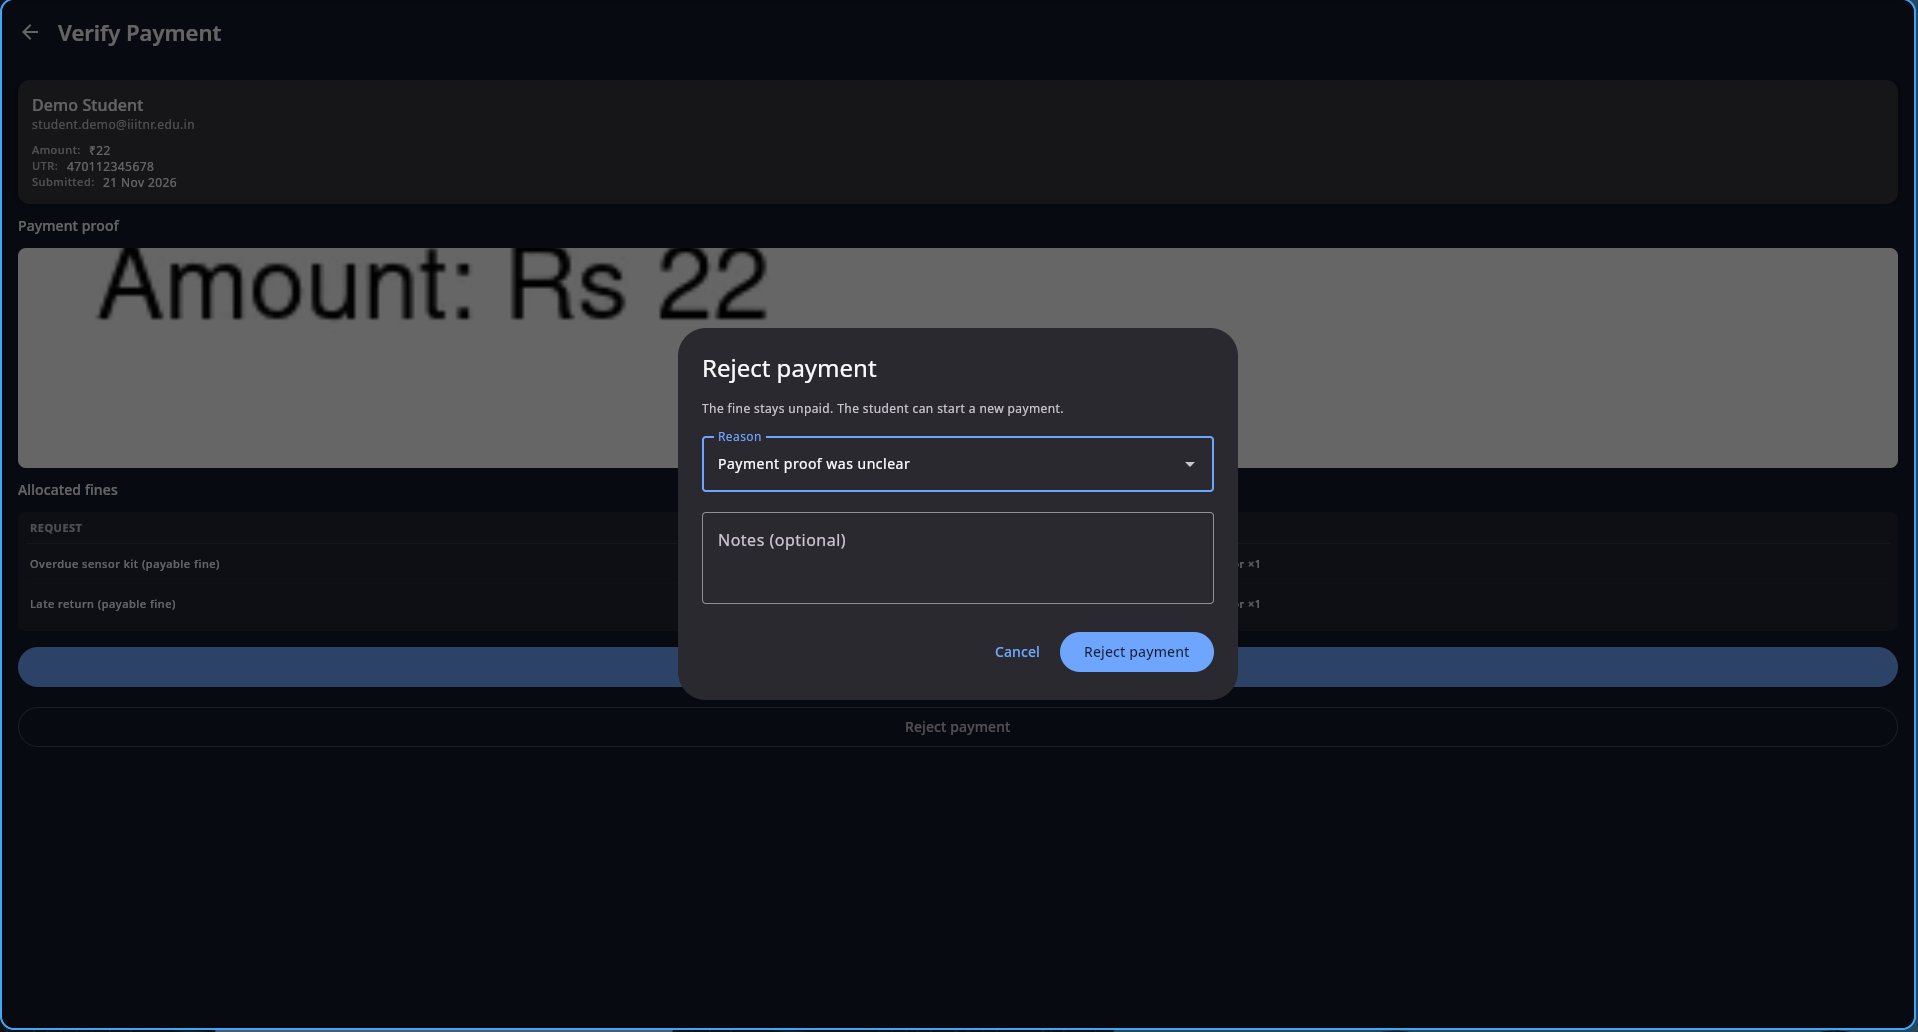 Verify Payment
Demo Student
student.demo@iiitnr.edu.in
Amount: ₹22
UTR: 470112345678
Submitted: 21 Nov 2026
Payment proof
Amount: Rs 22
Reject payment
The fine stays unpaid. The student can start a new payment.
Reason
Payment proof was unclear
Notes (optional)
Cancel
Reject payment
Allocated fines
REQUEST
Overdue sensor kit (payable fine)
×1
Late return (payable fine)
×1
Reject payment